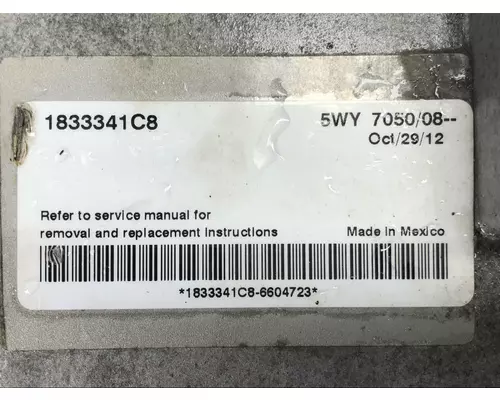 1833341C8 5WY 7050/08--
Oct/29/12
Refer to service manual for
removal and replacement instructions Made in Mexico
*1833341C8-6604723*